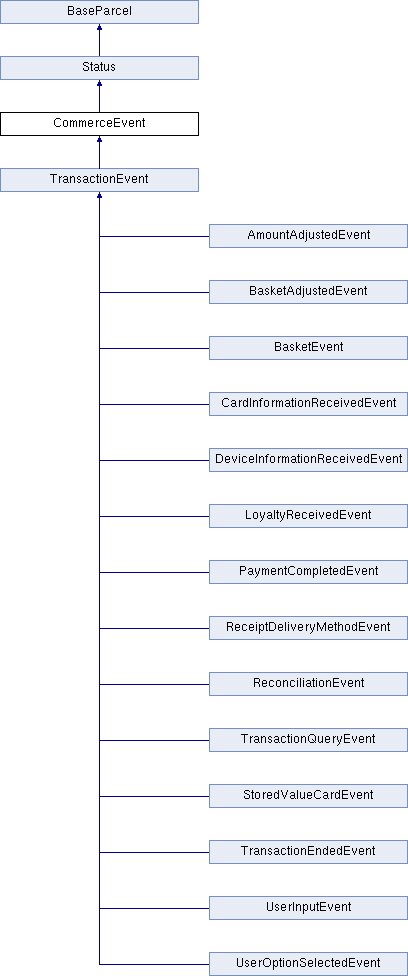 BaseParcel
Status
CommerceEvent
TransactionEvent
AmountAdjustedEvent
BasketAdjustedEvent
BasketEvent
CardInformationReceivedEvent
DeviceInformationReceivedEvent
LoyaltyReceivedEvent
PaymentCompletedEvent
ReceiptDeliveryMethodEvent
ReconciliationEvent
TransactionQueryEvent
StoredValueCardEvent
TransactionEndedEvent
UserInputEvent
UserOptionSelectedEvent